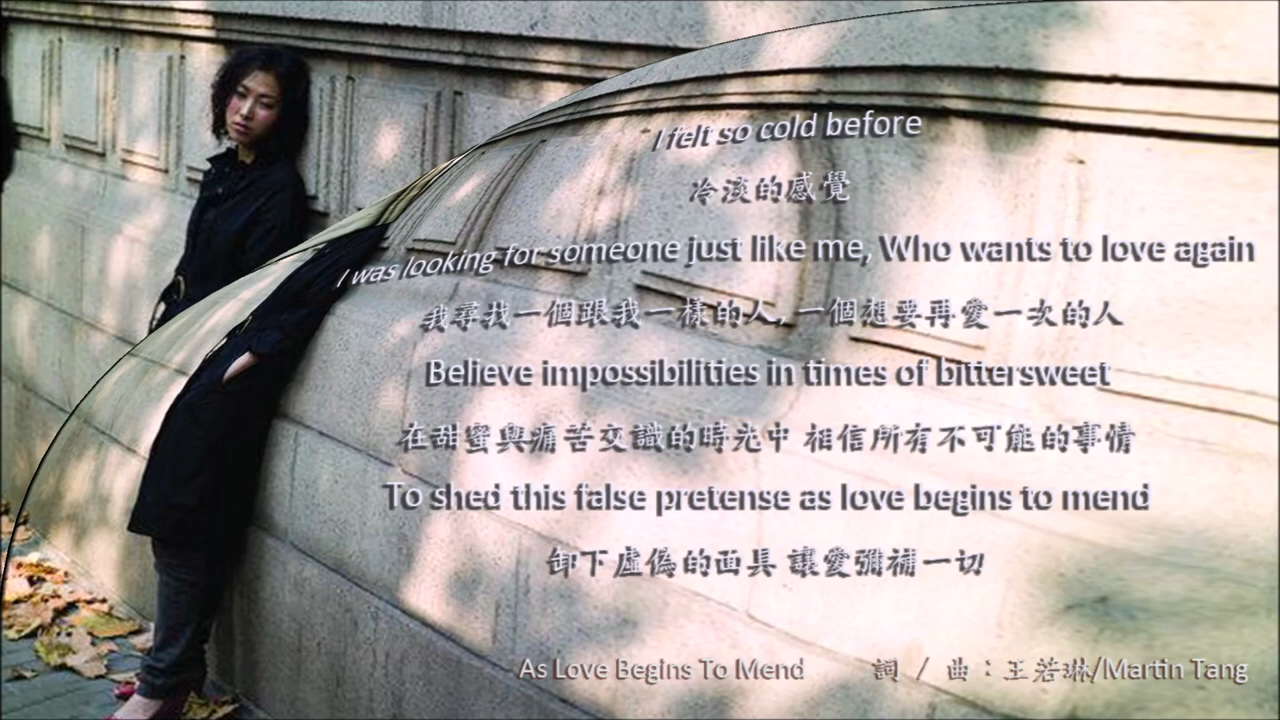 I felt so cold before
冷淡的感覺
I was looking for someone just like me, Who wants to love again
我尋找一個跟我一樣的人, 一個想要再愛一次的人
Believe impossibilities in times of bittersweet
在甜蜜與痛苦交識的時光中 相信所有不可能的事情
To shed this false pretense as love begins to mend
卸下虛偽的面具 讓愛彌補一切
As Love Begins To Mend 詞 / 曲：王若琳/Martin Tang